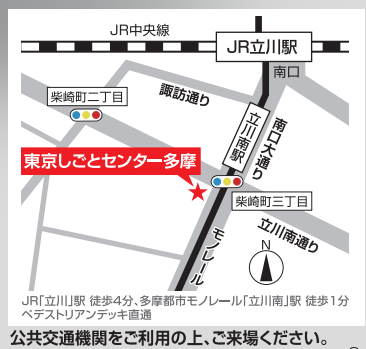 JR中央線
JR立川駅
南口
柴崎町二丁目
諏訪通り
立川南駅
南口大通り
東京しごとセンター多摩
柴崎町三丁目
立川南通り
モノレール
N
JR「立川」駅 徒歩4分、多摩都市モノレール「立川南」駅 徒歩1分
ペデストリアンデッキ直通
公共交通機関をご利用の上、ご来場ください。